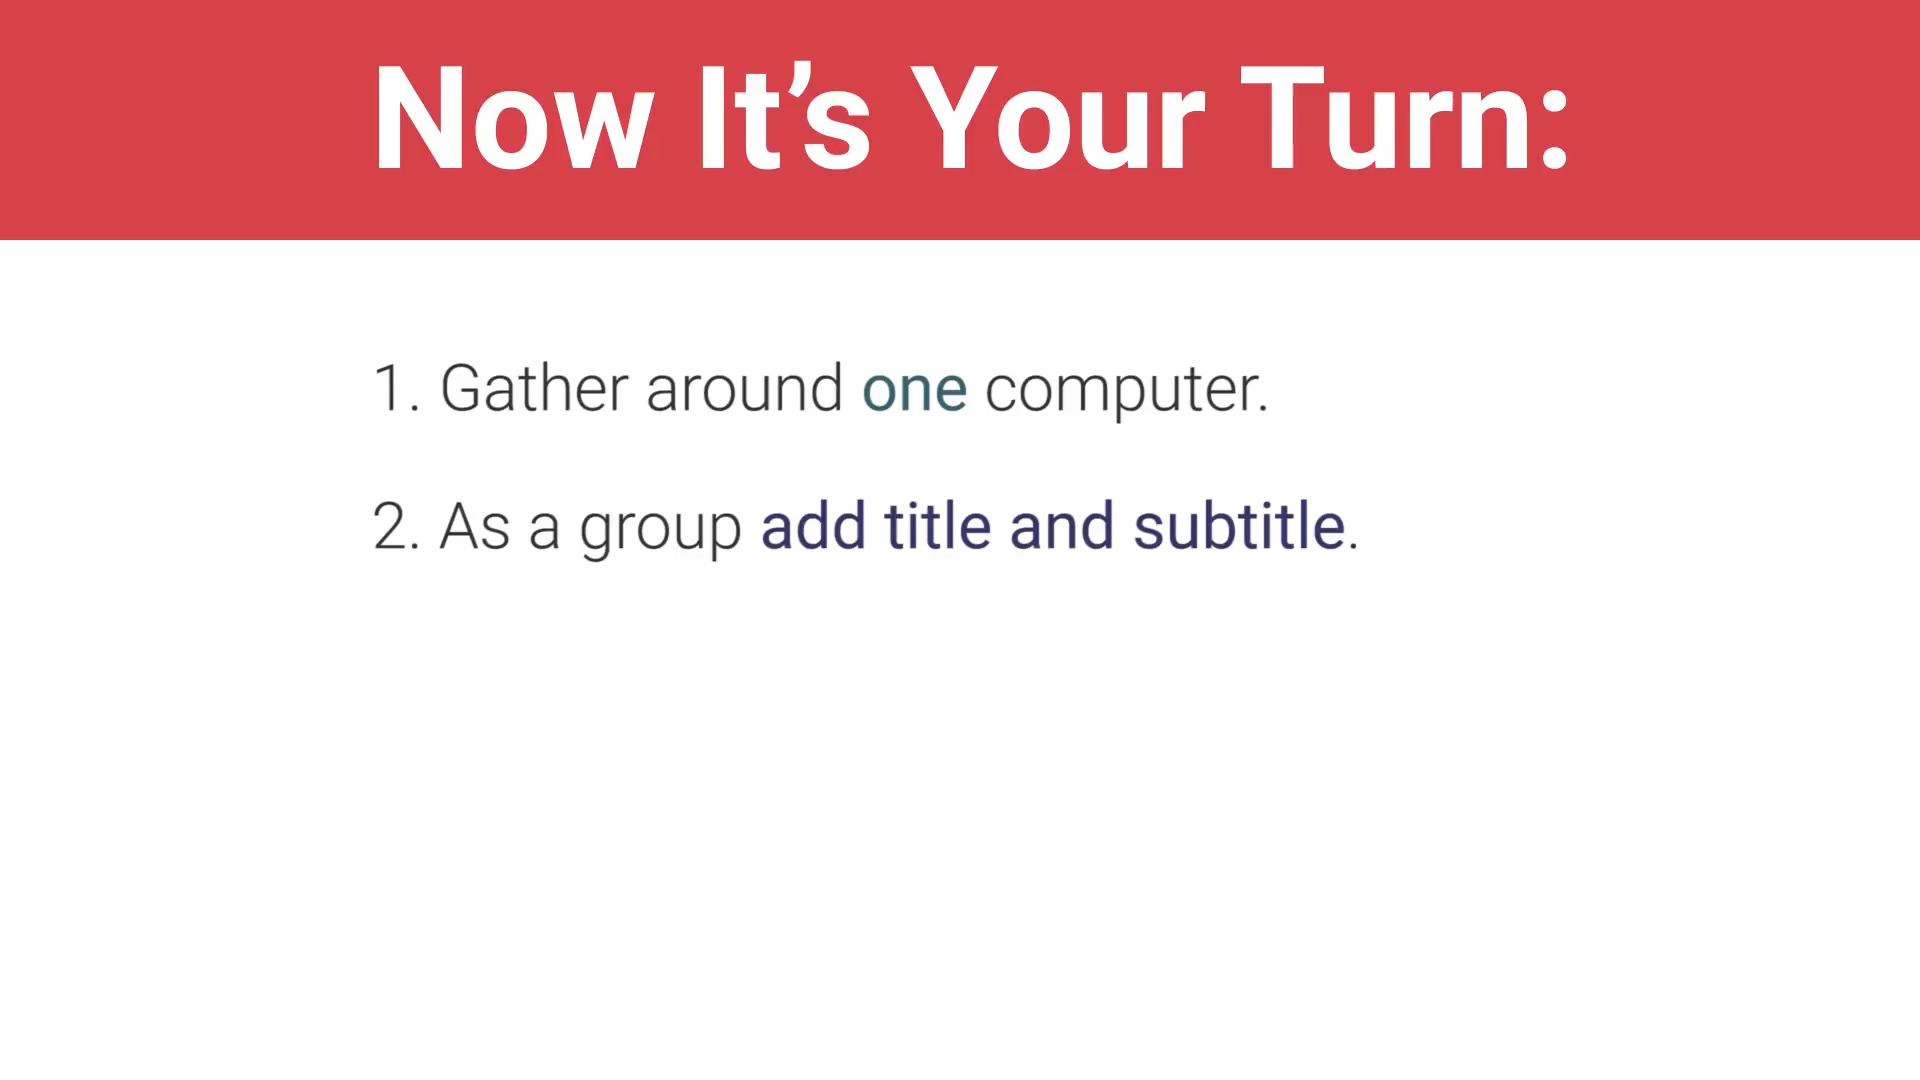 Now It’s Your Turn:
1. Gather around one computer.
2. As a group add title and subtitle.